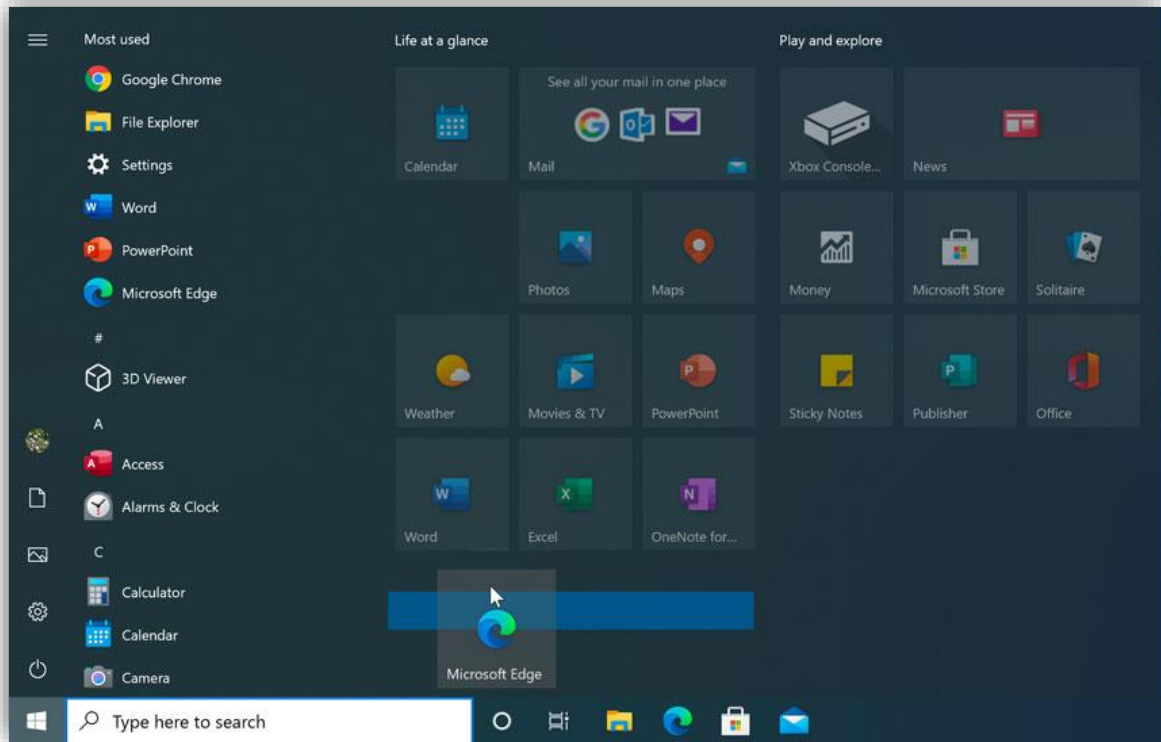 Most used
Google Chrome
File Explorer
Settings
Word
PowerPoint
Microsoft Edge
#
3D Viewer
A
Access
Alarms & Clock
C
Calculator
Calendar
Camera
Life at a glance
Calendar
See all your mail in one place
Mail
Photos
Maps
Weather
Movies & TV
PowerPoint
Word
Excel
OneNote for...
Microsoft Edge
Play and explore
Xbox Console...
News
Money
Microsoft Store
Solitaire
Sticky Notes
Publisher
Office
Type here to search